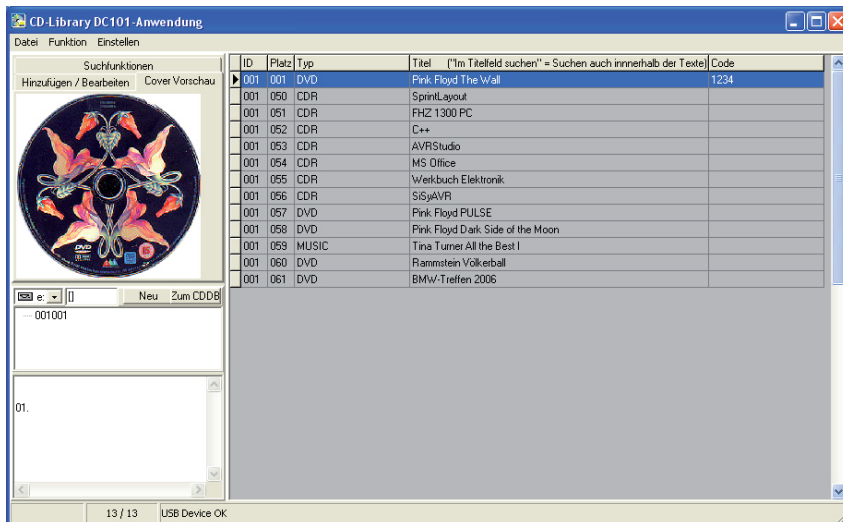 CD-Library DC101-Anwendung
Datei Funktion Einstellen
Suchfunktionen
Hinzufügen / Bearbeiten Cover Vorschau
DVD
15
e: [] Neu Zum CDDB
001001
01.
ID Platz Typ Titel ("Im Titelfeld suchen" = Suchen auch innnerhalb der Texte) Code
001 001 DVD Pink Floyd The Wall 1234
001 050 CDR SprintLayout
001 051 CDR FHZ 1300 PC
001 052 CDR C++
001 053 CDR AVRStudio
001 054 CDR MS Office
001 055 CDR Werkbuch Elektronik
001 056 CDR SiSyAVR
001 057 DVD Pink Floyd PULSE
001 058 DVD Pink Floyd Dark Side of the Moon
001 059 MUSIC Tina Turner All the Best I
001 060 DVD Rammstein Völkerball
001 061 DVD BMW-Treffen 2006
13 / 13 USB Device OK